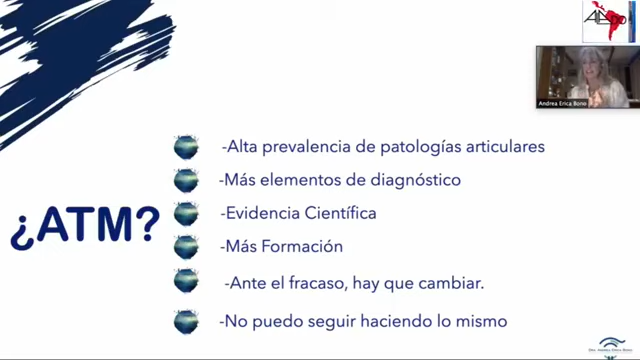 Andrea Erica Bono
-Alta prevalencia de patologías articulares
-Más elementos de diagnóstico
¿ATM?
-Evidencia Científica
-Más Formación
-Ante el fracaso, hay que cambiar.
-No puedo seguir haciendo lo mismo